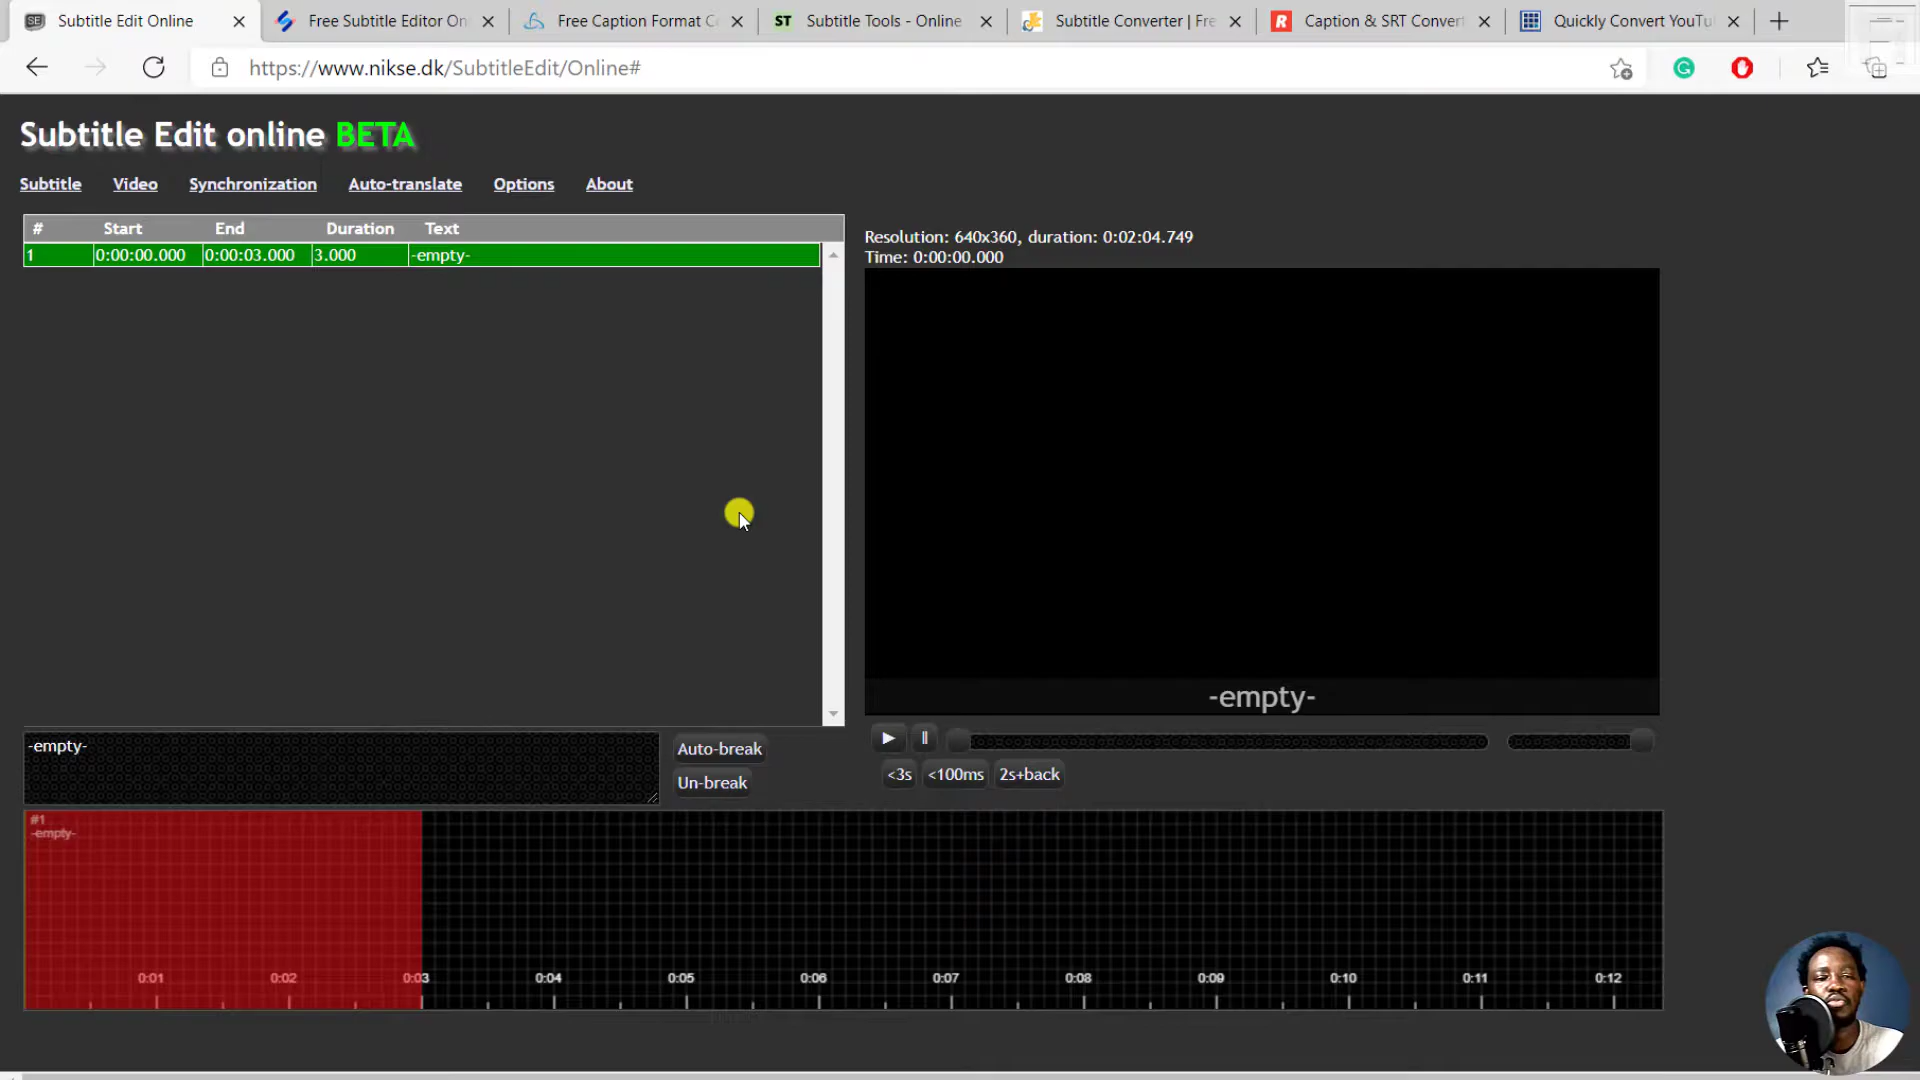 Subtitle Edit Online
Free Subtitle Editor On
Free Caption Format C
ST Subtitle Tools - Online
Subtitle Converter | Fre
R Caption & SRT Convert
Quickly Convert YouTu
https://www.nikse.dk/SubtitleEdit/Online#
Subtitle Edit online BETA
Subtitle Video Synchronization Auto-translate Options About
# Start End Duration Text
1 0:00:00.000 0:00:03.000 3.000 -empty-
Resolution: 640x360, duration: 0:02:04.749
Time: 0:00:00.000
-empty-
-empty-
Auto-break
Un-break
<3s <100ms 2s+back
#1
-empty-
0:01 0:02 0:03 0:04 0:05 0:06 0:07 0:08 0:09 0:10 0:11 0:12